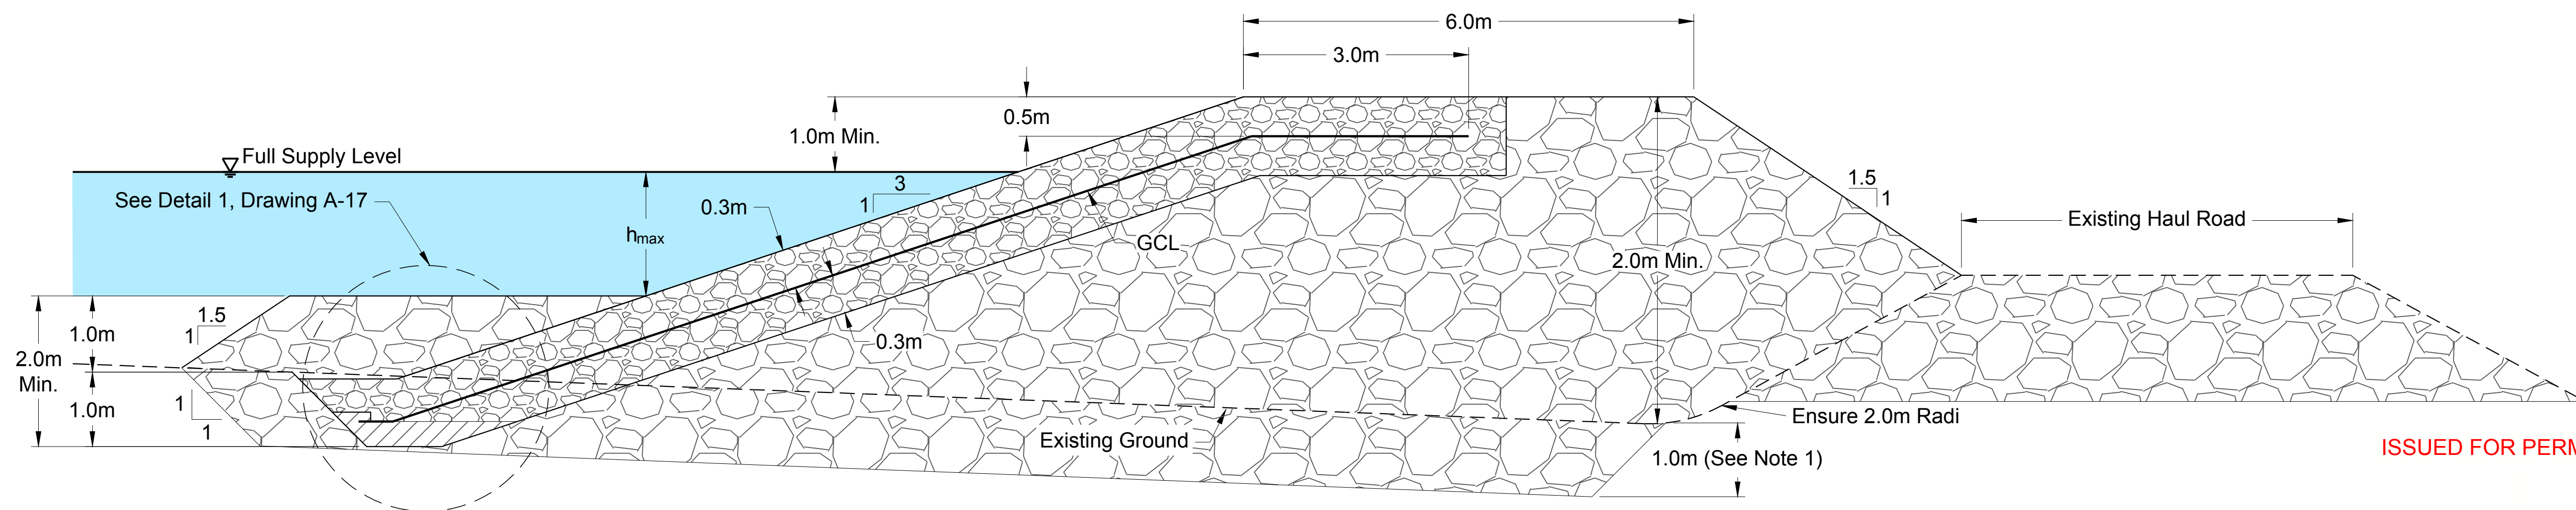 6.0m
3.0m
0.5m
1.0m Min.
Full Supply Level
See Detail 1, Drawing A-17
3
1
0.3m
hmax
GCL
1.5
1
Existing Haul Road
2.0m Min.
1.5
1
1.0m
2.0m
Min.
1.0m
1
1
0.3m
Existing Ground
Ensure 2.0m Radi
1.0m (See Note 1)
ISSUED FOR PERM